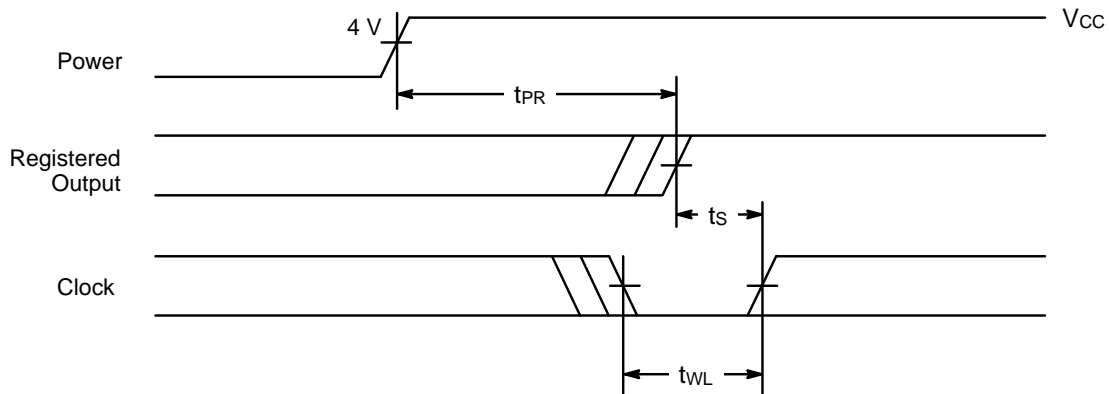 4 V
VCC
Power
tPR
Registered
Output
tS
Clock
tWL